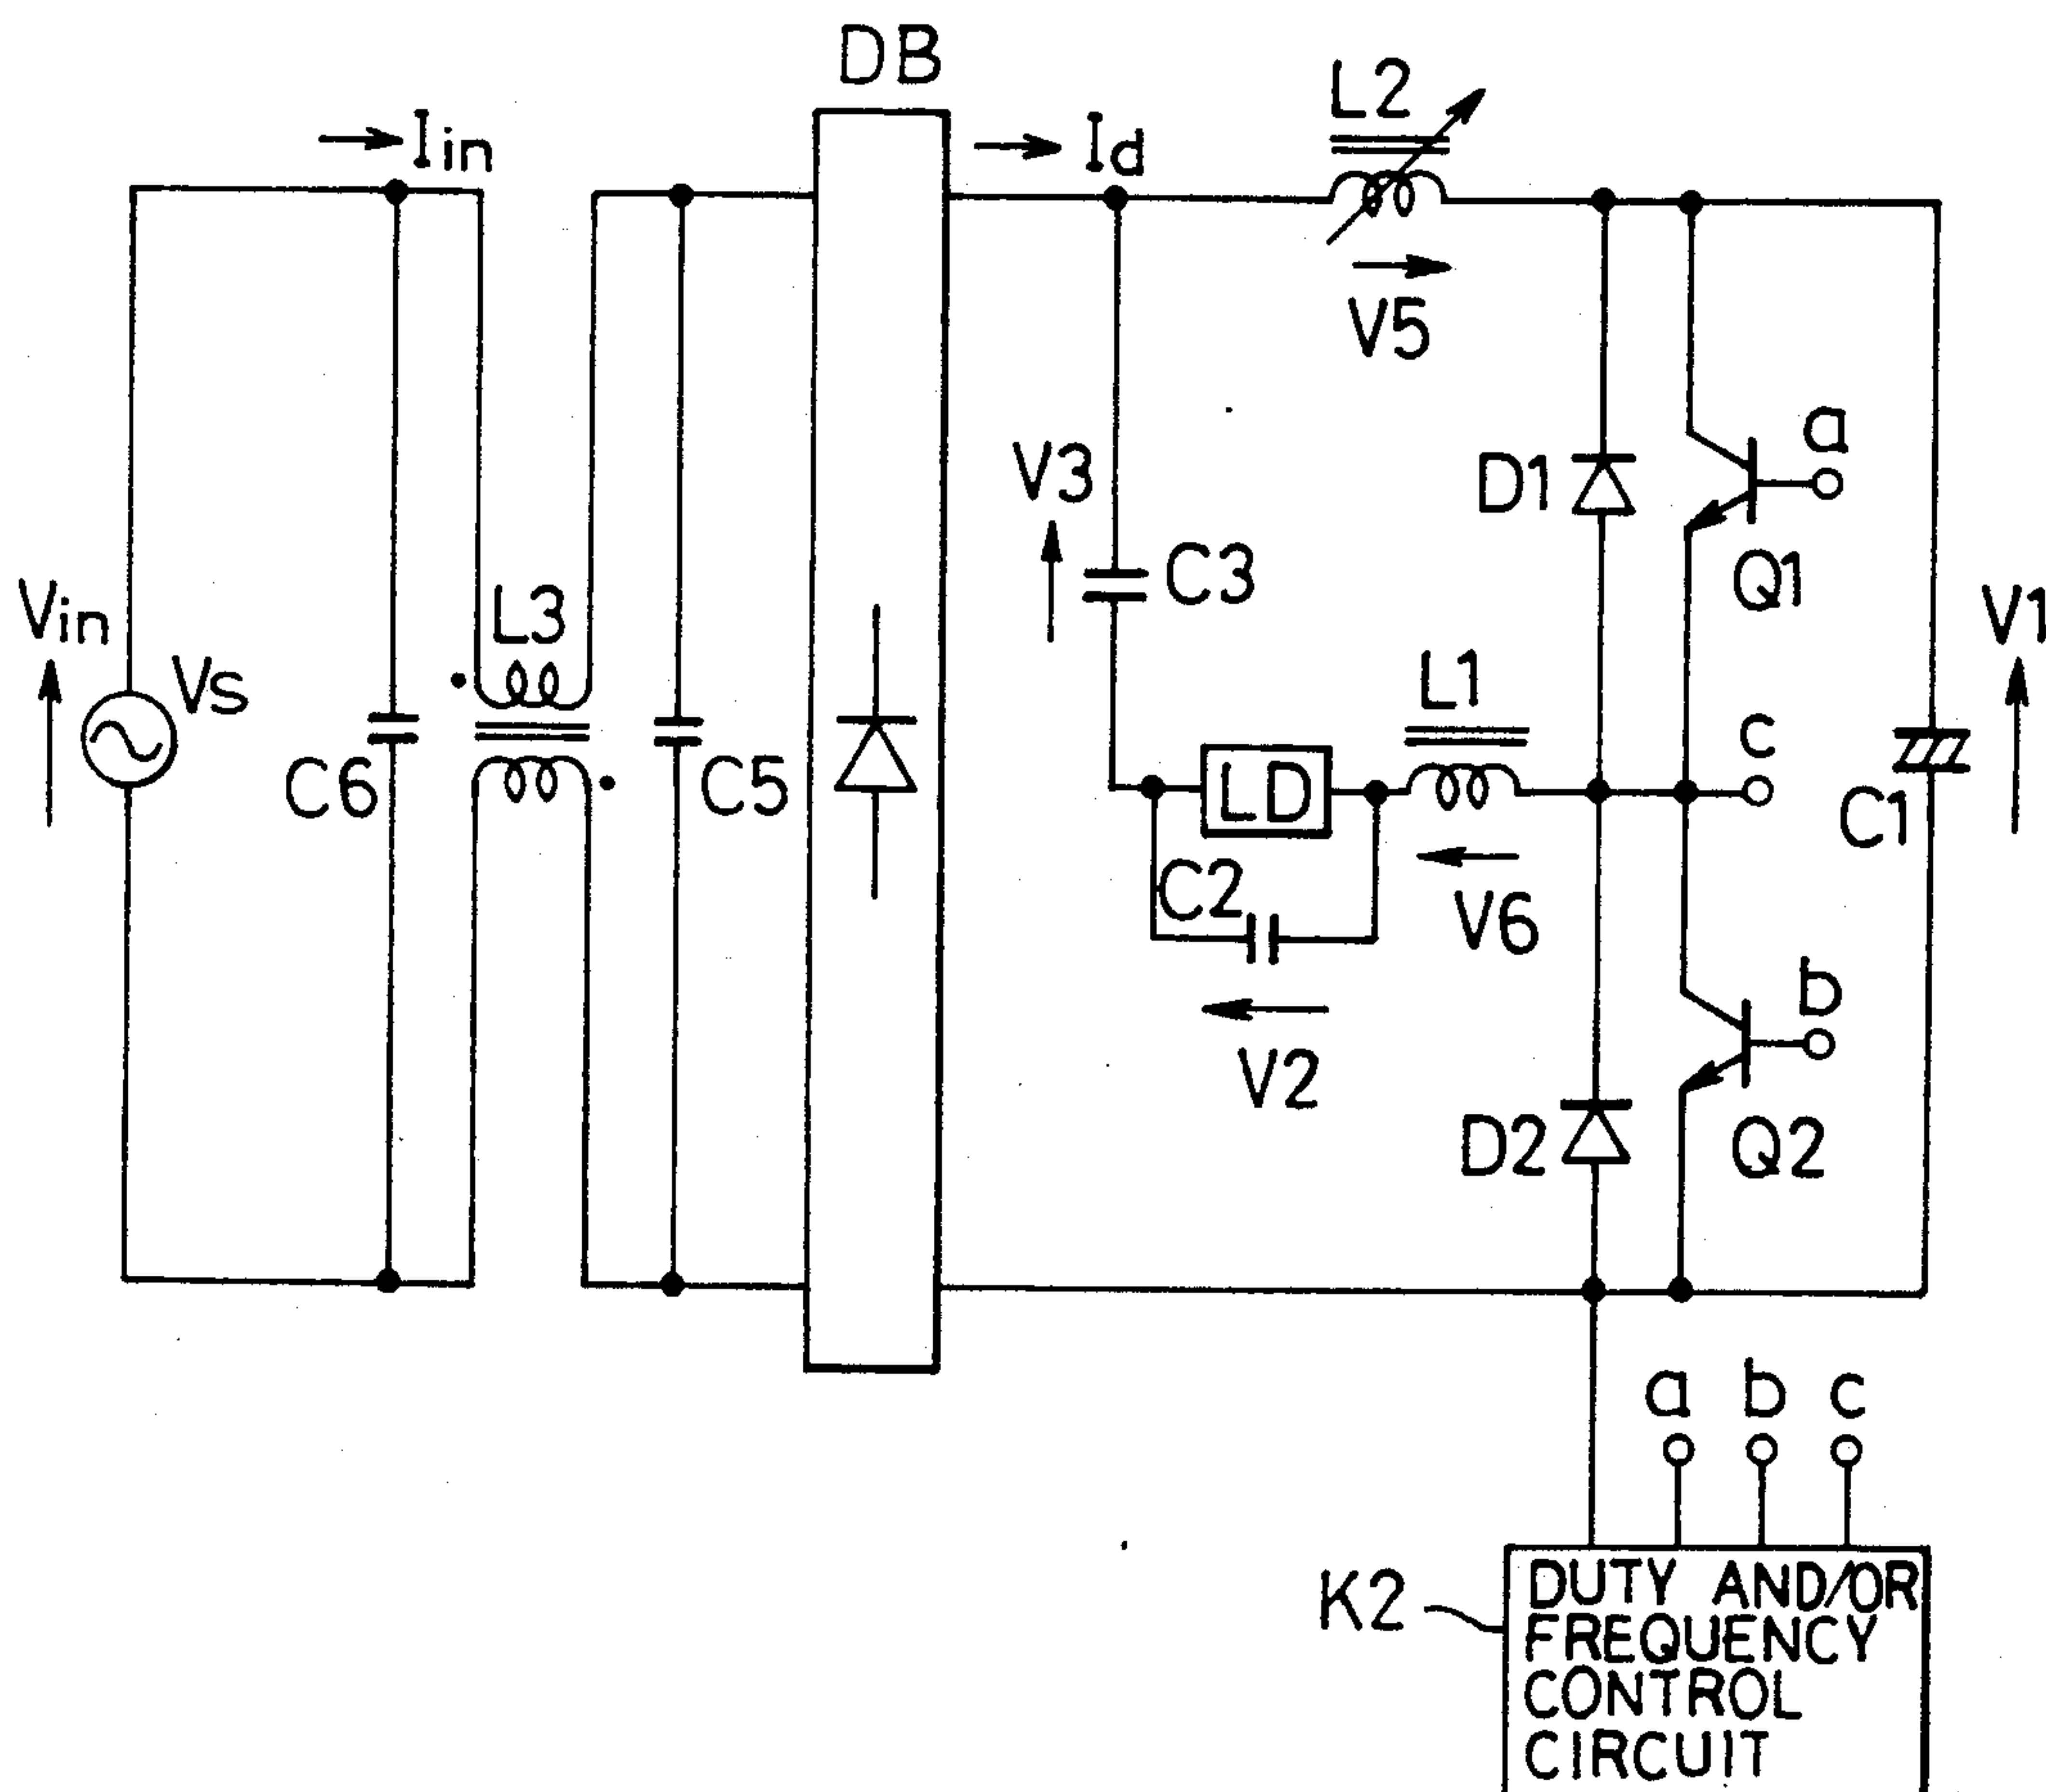 DB
Iin
Id
L2
V5
V3
C3
D1
a
Q1
Vin
Vs
L3
C6
C5
L1
c
V1
C1
LD
C2
V6
V2
b
D2
Q2
a b c
K2
DUTY AND/OR
FREQUENCY
CONTROL
CIRCUIT